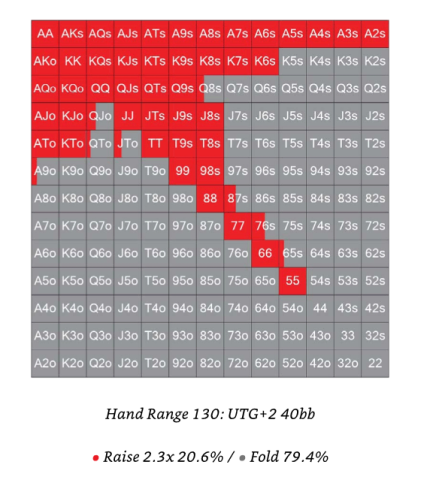 AA AKs AQs AJs ATs A9s A8s A7s A6s A5s A4s A3s A2s
AKo KK KQs KJs KTs K9s K8s K7s K6s K5s K4s K3s K2s
AQo KQo QQ QJs QTs Q9s Q8s Q7s Q6s Q5s Q4s Q3s Q2s
AJo KJo QJo JJ JTs J9s J8s J7s J6s J5s J4s J3s J2s
ATo KTo QTo JTo TT T9s T8s T7s T6s T5s T4s T3s T2s
A9o K9o Q9o J9o T9o 99 98s 97s 96s 95s 94s 93s 92s
A8o K8o Q8o J8o T8o 98o 88 87s 86s 85s 84s 83s 82s
A7o K7o Q7o J7o T7o 97o 87o 77 76s 75s 74s 73s 72s
A6o K6o Q6o J6o T6o 96o 86o 76o 66 65s 64s 63s 62s
A5o K5o Q5o J5o T5o 95o 85o 75o 65o 55 54s 53s 52s
A4o K4o Q4o J4o T4o 94o 84o 74o 64o 54o 44 43s 42s
A3o K3o Q3o J3o T3o 93o 83o 73o 63o 53o 43o 33 32s
A2o K2o Q2o J2o T2o 92o 82o 72o 62o 52o 42o 32o 22
Hand Range 130: UTG+2 40bb
● Raise 2.3x 20.6% / ● Fold 79.4%